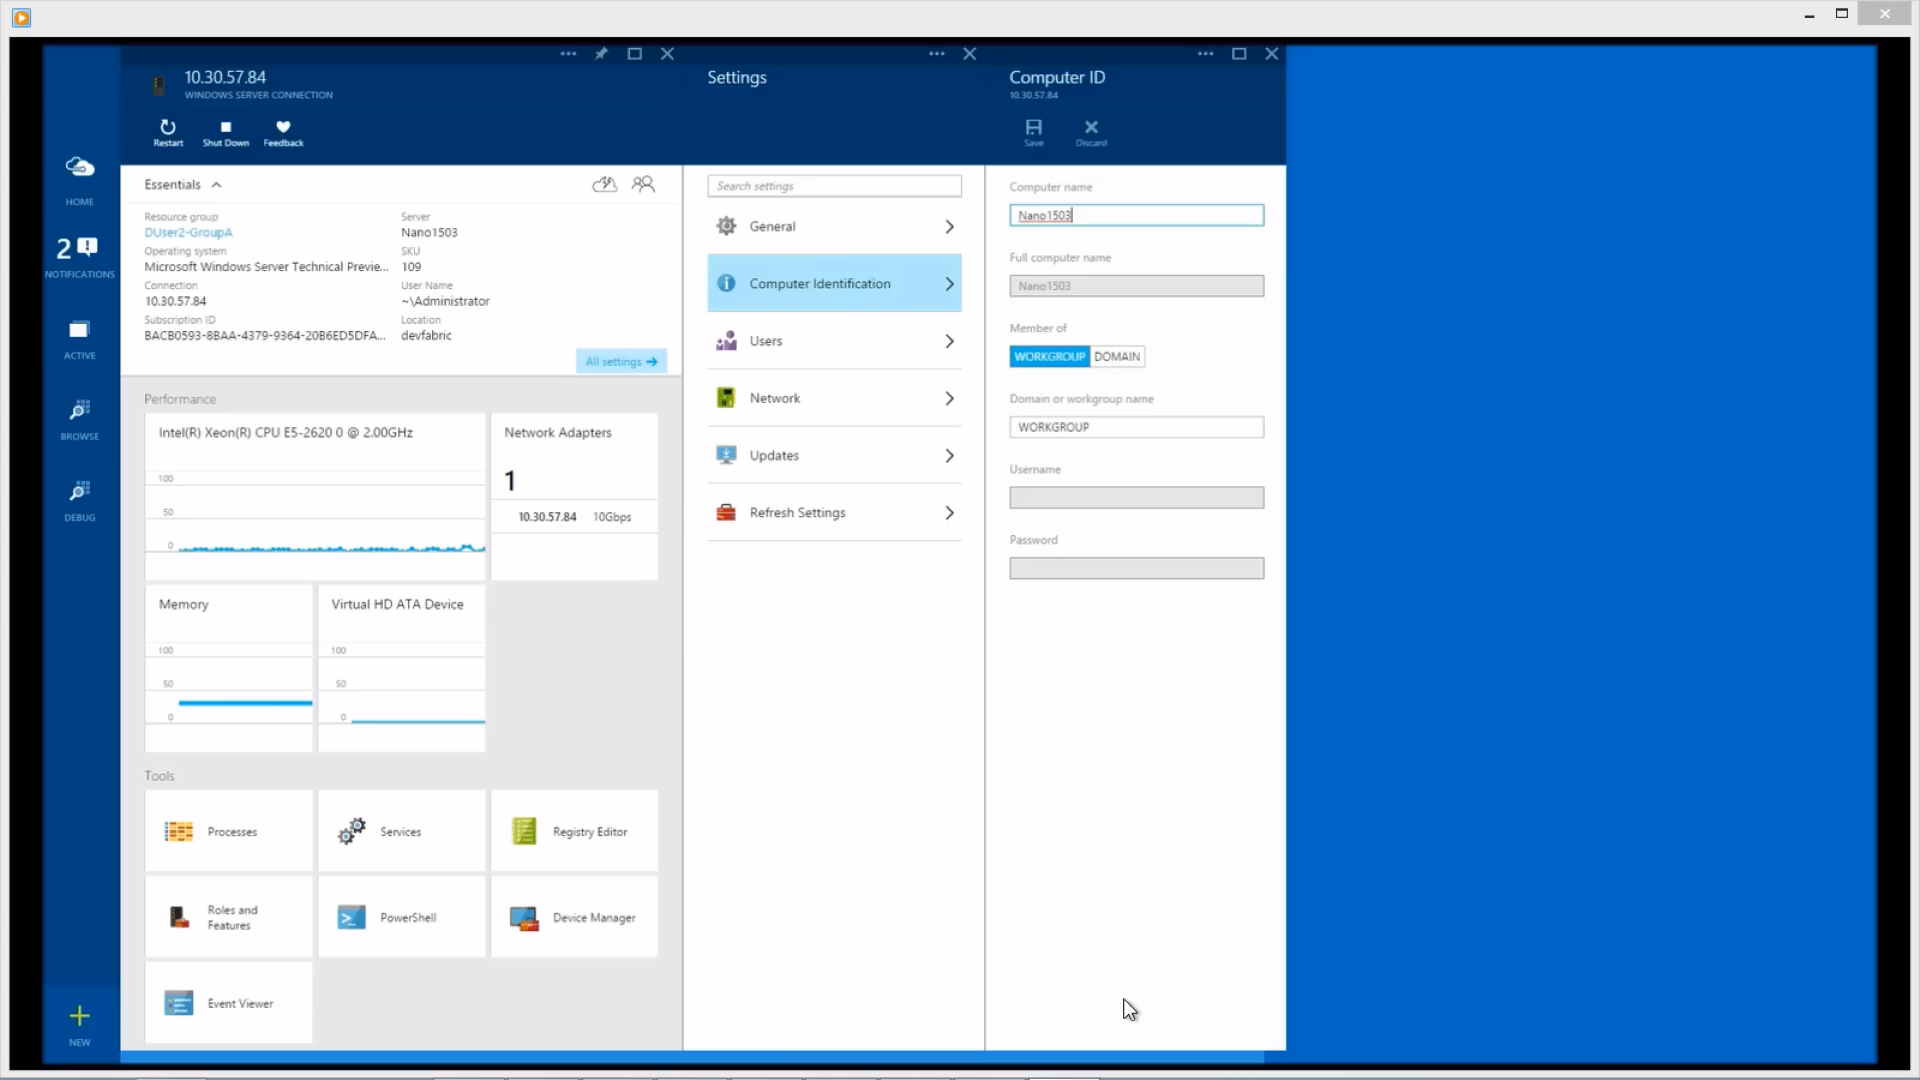 10.30.57.84
WINDOWS SERVER CONNECTION
Restart
Shut Down
Feedback
Settings
Computer ID
10.30.57.84
Save
Discard
HOME
2
NOTIFICATIONS
ACTIVE
BROWSE
DEBUG
NEW
Essentials
Resource group
DUser2-GroupA
Server
Nano1503
Operating system
Microsoft Windows Server Technical Previe...
SKU
109
Connection
10.30.57.84
User Name
~\Administrator
Subscription ID
BACB0593-8BAA-4379-9364-20B6ED5DFA...
Location
devfabric
All settings →
Performance
Intel(R) Xeon(R) CPU E5-2620 0 @ 2.00GHz
100
50
0
Network Adapters
1
10.30.57.84 10Gbps
Memory
100
50
0
Virtual HD ATA Device
100
50
0
Tools
Processes
Services
Registry Editor
Roles and
Features
PowerShell
Device Manager
Event Viewer
Search settings
General
Computer Identification
Users
Network
Updates
Refresh Settings
Computer name
Nano1503
Full computer name
Nano1503
Member of
WORKGROUP DOMAIN
Domain or workgroup name
WORKGROUP
Username
Password